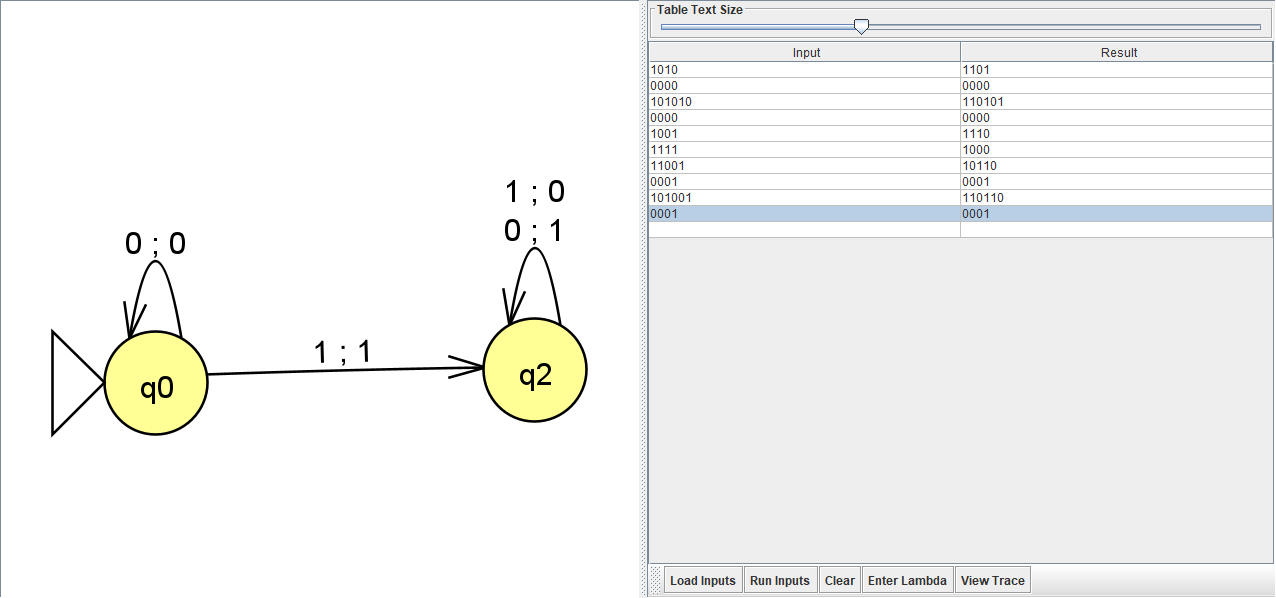 0 ; 0
1 ; 0
0 ; 1
1 ; 1
q0
q2
Table Text Size
Input Result
1010 1101
0000 0000
101010 110101
0000 0000
1001 1110
1111 1000
11001 10110
0001 0001
101001 110110
0001 0001
Load Inputs Run Inputs Clear Enter Lambda View Trace